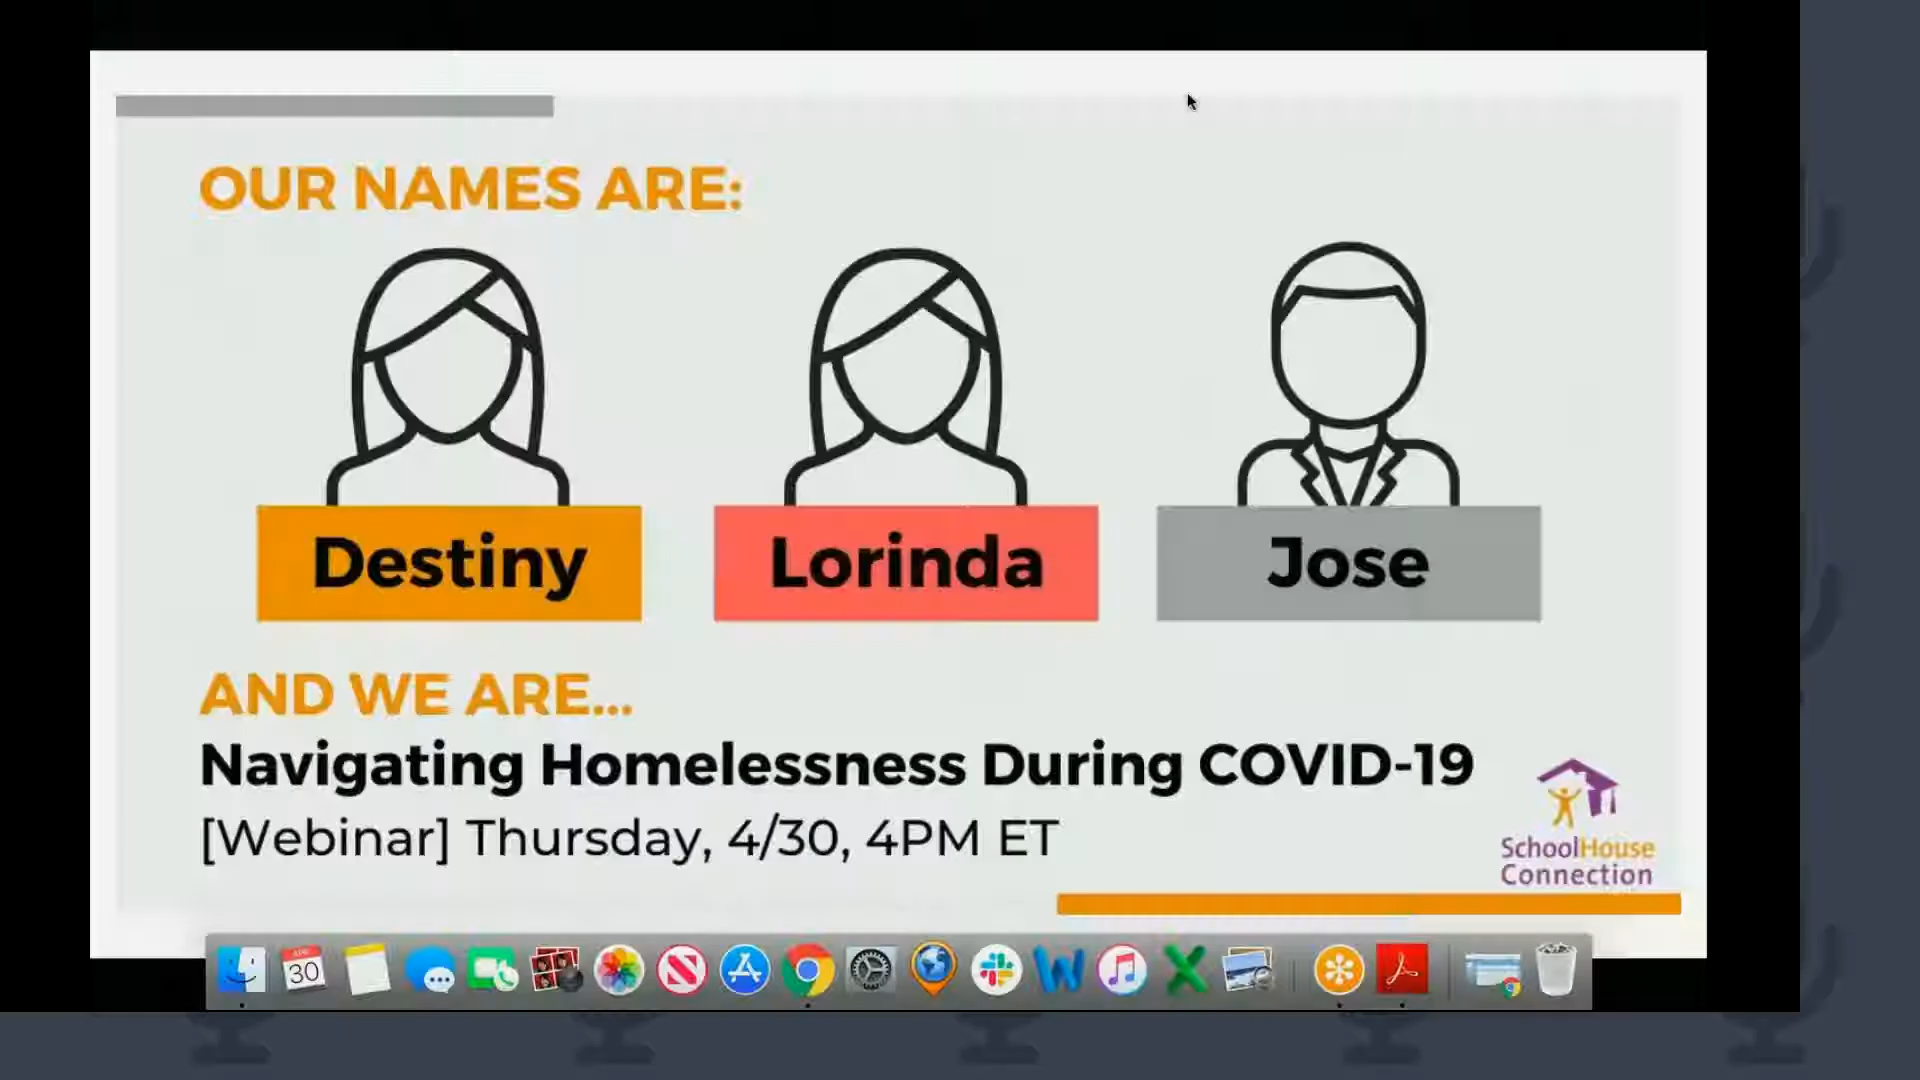 OUR NAMES ARE:
Destiny
Lorinda
Jose
AND WE ARE...
Navigating Homelessness During COVID-19
[Webinar] Thursday, 4/30, 4PM ET
SchoolHouse
Connection
APR
30